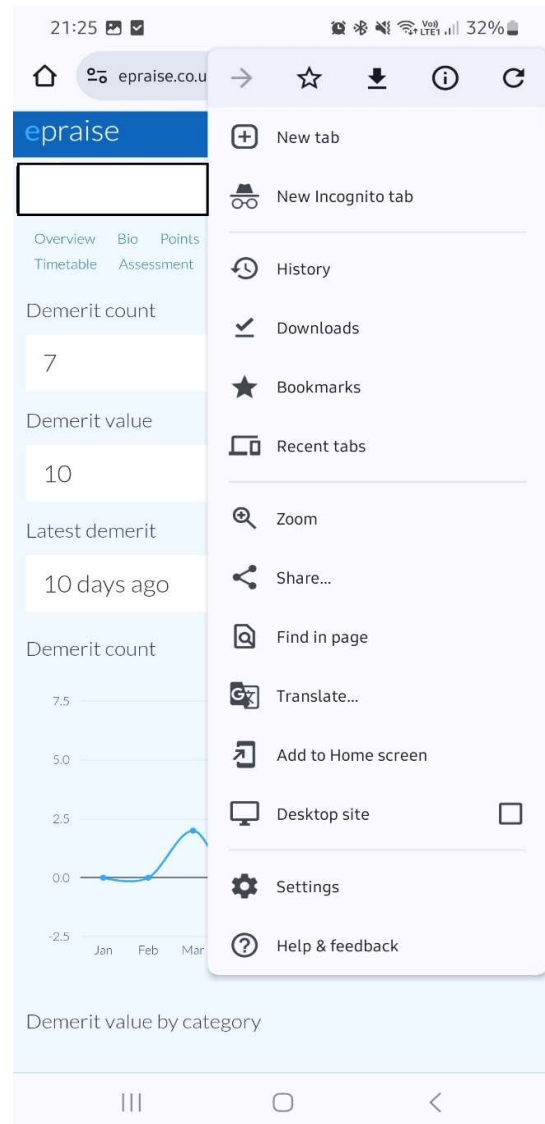 21:25 Vo)) LTE1 32%
epraise.co.u
epraise
New tab
New Incognito tab
Overview Bio Points
Timetable Assessment
History
Demerit count
Downloads
7
Bookmarks
Demerit value
Recent tabs
10
Zoom
Latest demerit
Share...
10 days ago
Find in page
Demerit count
Translate...
7.5
Add to Home screen
5.0
Desktop site
2.5
0.0
Settings
-2.5
Jan Feb Mar
Help & feedback
Demerit value by category